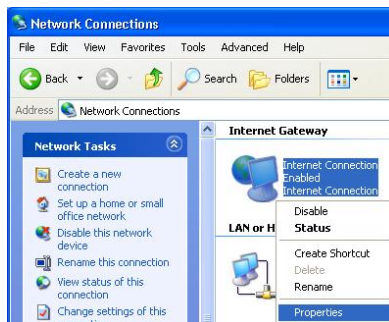 Network Connections
File Edit View Favorites Tools Advanced Help
Back Search Folders
Address Network Connections
Network Tasks
Create a new
connection
Set up a home or small
office network
Disable this network
device
Rename this connection
View status of this
connection
Change settings of this
Internet Gateway
Internet Connection
Enabled
Internet Connection
LAN or H
Disable
Status
Create Shortcut
Delete
Rename
Properties